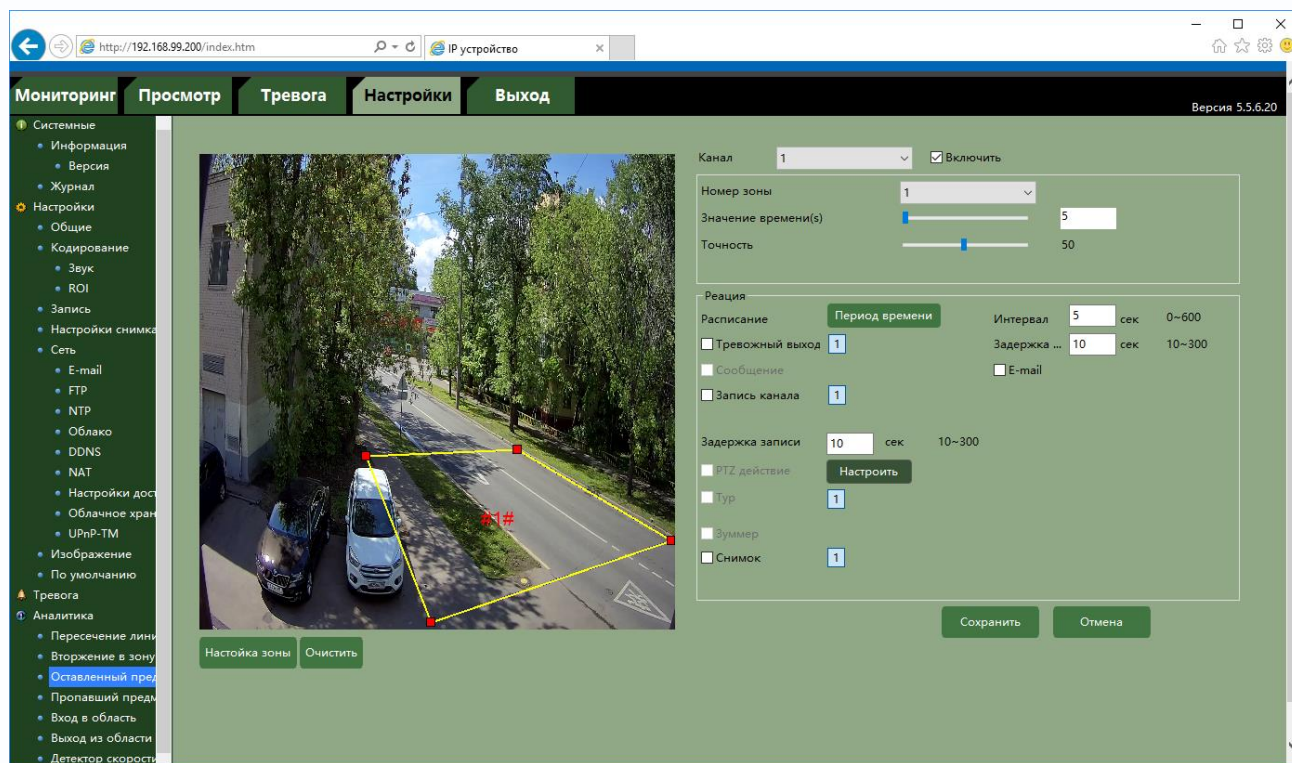 http://192.168.99.200/index.htm
IP устройство
Мониторинг Просмотр Тревога Настройки Выход
Версия 5.5.6.20
Системные
Информация
Версия
Журнал
Настройки
Общие
Кодирование
Звук
ROI
Запись
Настройки снимка
Сеть
E-mail
FTP
NTP
Облако
DDNS
NAT
Настройки дост
Облачное хран
UPnP-TM
Изображение
По умолчанию
Тревога
Аналитика
Пересечение лини
Вторжение в зону
Оставленный пред
Пропавший предм
Вход в область
Выход из области
Детектор скорости
#1#
Настойка зоны Очистить
Канал 1 Включить
Номер зоны 1
Значение времени(s) 5
Точность 50
Реация
Расписание Период времени Интервал 5 сек 0~600
Тревожный выход 1 Задержка ... 10 сек 10~300
Сообщение E-mail
Запись канала 1
Задержка записи 10 сек 10~300
PTZ действие Настроить
Тур 1
Зуммер
Снимок 1
Сохранить Отмена